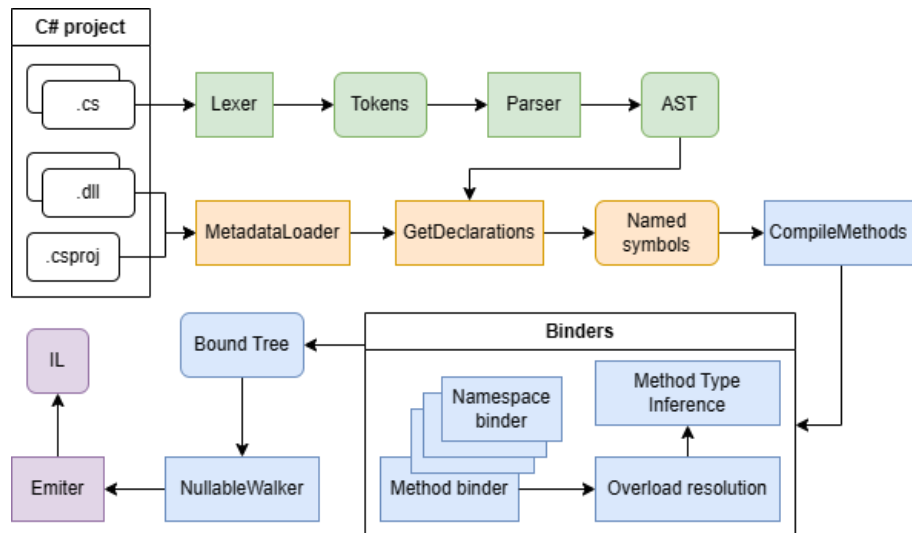 C# project
.cs
Lexer
Tokens
Parser
AST
.dll
.csproj
MetadataLoader
GetDeclarations
Named
symbols
CompileMethods
Binders
IL
Bound Tree
Namespace
binder
Method Type
Inference
Emiter
NullableWalker
Method binder
Overload resolution